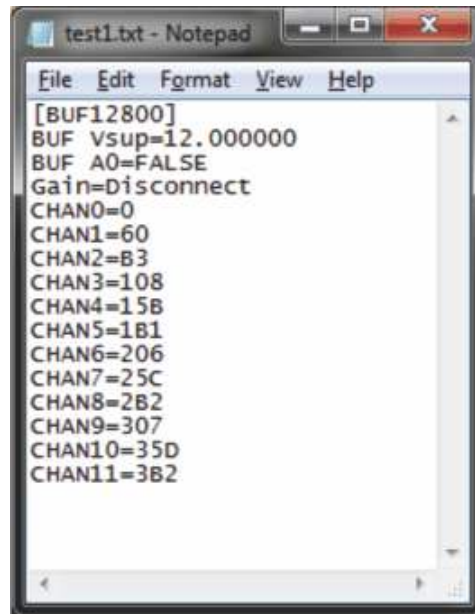 test1.txt - Notepad
File Edit Format View Help
[BUF12800]
BUF Vsup=12.000000
BUF A0=FALSE
Gain=Disconnect
CHAN0=0
CHAN1=60
CHAN2=B3
CHAN3=108
CHAN4=15B
CHAN5=1B1
CHAN6=206
CHAN7=25C
CHAN8=2B2
CHAN9=307
CHAN10=35D
CHAN11=3B2